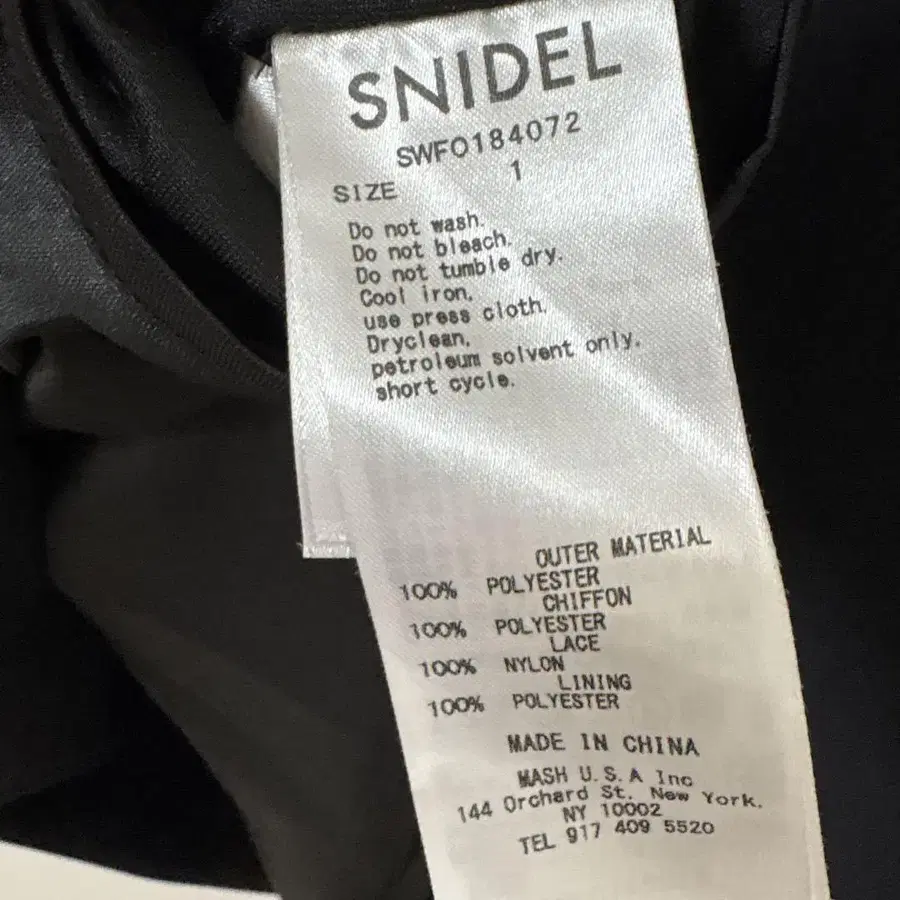 SNIDEL
SWFO184072
SIZE 1
Do not wash.
Do not bleach.
Do not tumble dry.
Cool iron.
use press cloth.
Dryclean.
petroleum solvent only.
short cycle.
OUTER MATERIAL
100% POLYESTER
CHIFFON
100% POLYESTER
LACE
100% NYLON
LINING
100% POLYESTER
MADE IN CHINA
MASH U.S.A Inc
144 Orchard St. New York.
NY 10002
TEL 917 409 5520